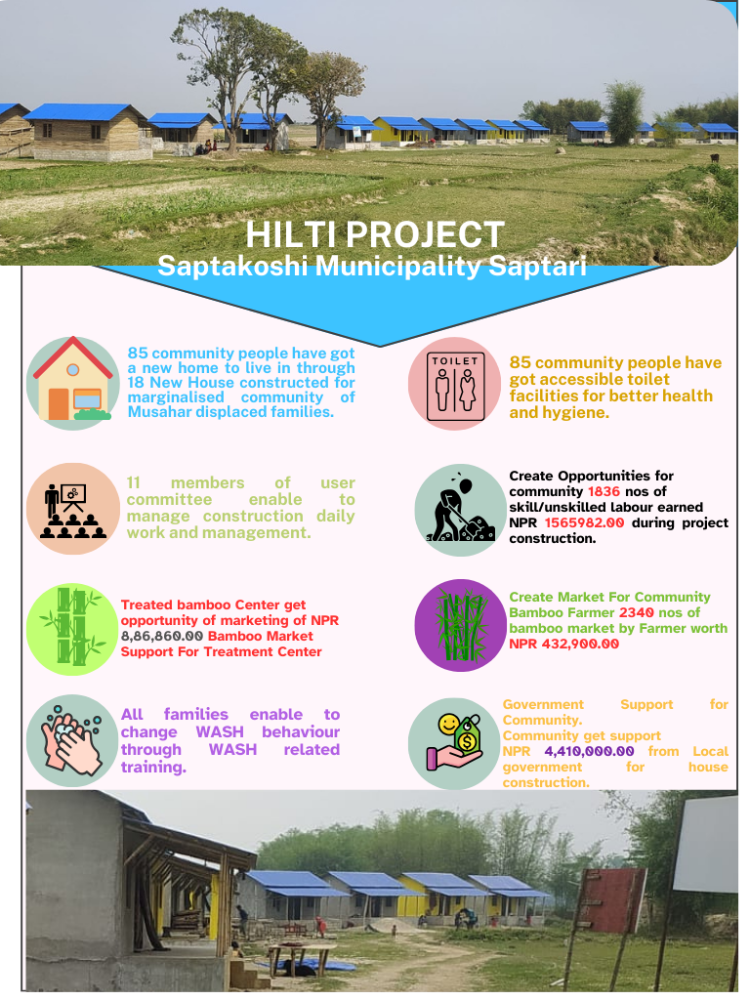 HILTI PROJECT
Saptakoshi Municipality Saptari
85 community people have got
a new home to live in through
18 New House constructed for
marginalised community of
Musahar displaced families.
TOILET
85 community people have
got accessible toilet
facilities for better health
and hygiene.
11 members of user
committee enable to
manage construction daily
work and management.
Create Opportunities for
community 1836 nos of
skill/unskilled labour earned
NPR 1565982.00 during project
construction.
Treated bamboo Center get
opportunity of marketing of NPR
8,86,860.00 Bamboo Market
Support For Treatment Center
Create Market For Community
Bamboo Farmer 2340 nos of
bamboo market by Farmer worth
NPR 432,900.00
All families enable to
change WASH behaviour
through WASH related
training.
Government Support for
Community.
Community get support
NPR 4,410,000.00 from Local
government for house
construction.